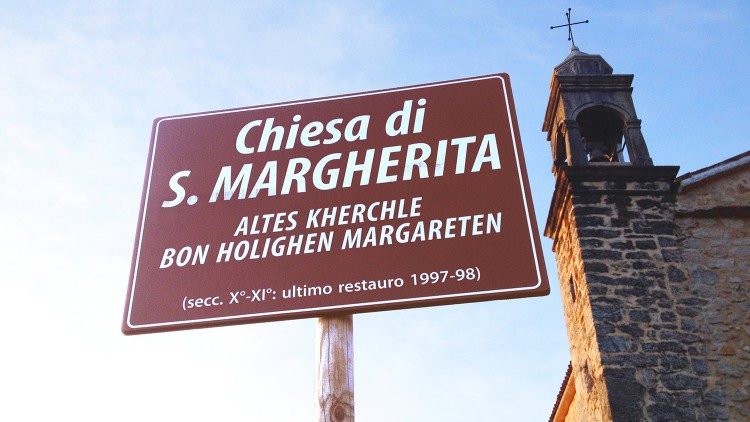 Chiesa di
S. MARGHERITA
ALTES KHERCHLE
BON HOLIGHEN MARGARETEN
(secc. X°-XI°: ultimo restauro 1997-98)